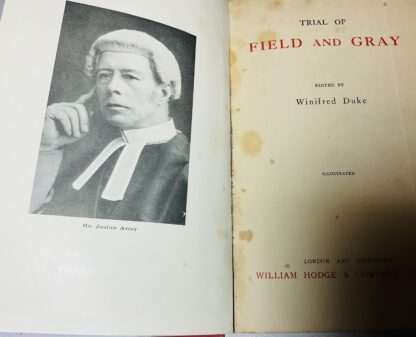 Mr. Justice Avory
TRIAL OF
FIELD AND GRAY
EDITED BY
Winifred Duke
ILLUSTRATED
LONDON AND EDINBURGH
WILLIAM HODGE & COMPANY